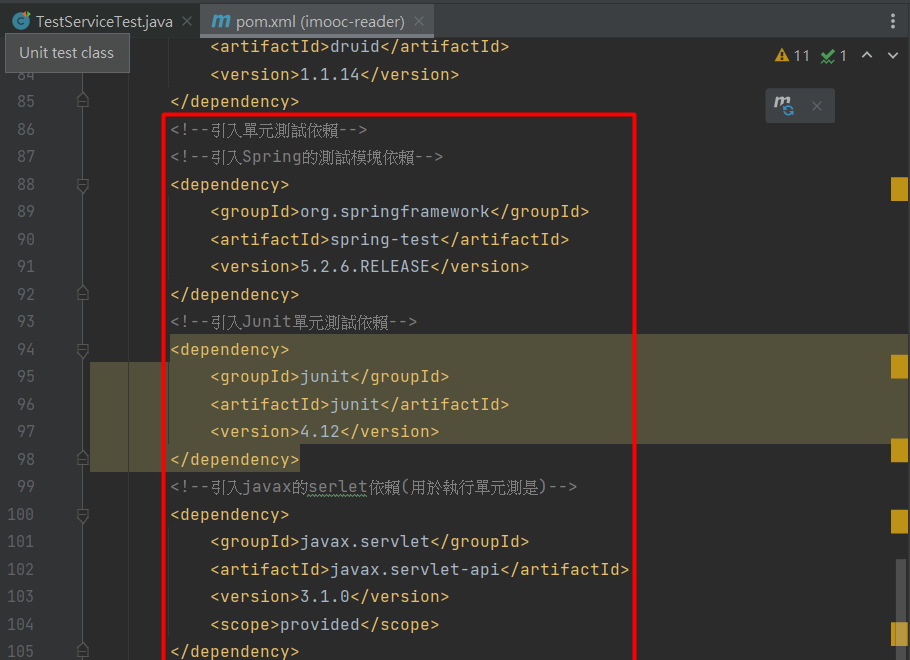 TestServiceTest.java
pom.xml (imooc-reader)
Unit test class
11
1
<artifactId>druid</artifactId>
84 <version>1.1.14</version>
85 </dependency>
86 <!--引入單元測試依賴-->
87 <!--引入Spring的測試模塊依賴-->
88 <dependency>
89 <groupId>org.springframework</groupId>
90 <artifactId>spring-test</artifactId>
91 <version>5.2.6.RELEASE</version>
92 </dependency>
93 <!--引入Junit單元測試依賴-->
94 <dependency>
95 <groupId>junit</groupId>
96 <artifactId>junit</artifactId>
97 <version>4.12</version>
98 </dependency>
99 <!--引入javax的serlet依賴(用於執行單元測是)-->
100 <dependency>
101 <groupId>javax.servlet</groupId>
102 <artifactId>javax.servlet-api</artifactId>
103 <version>3.1.0</version>
104 <scope>provided</scope>
105 </dependency>